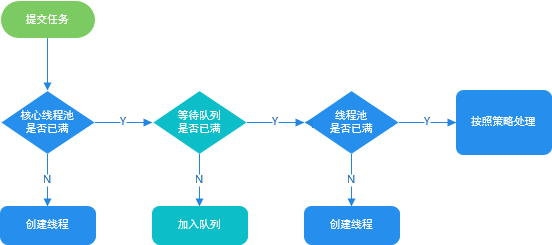 提交任务
核心线程池
是否已满
Y
等待队列
是否已满
Y
线程池
是否已满
Y
按照策略处理
N
N
N
创建线程
加入队列
创建线程